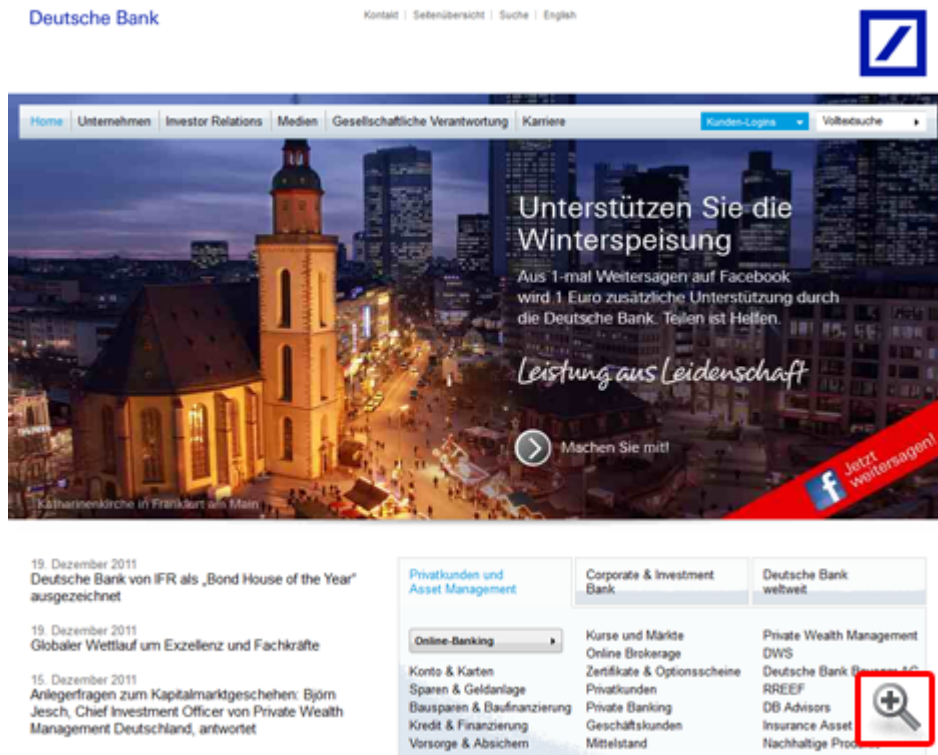 Deutsche Bank
Kontakt | Seitenübersicht | Suche | English
Home Unternehmen Investor Relations Medien Gesellschaftliche Verantwortung Karriere
Kunden-Logins
Volltextsuche
Unterstützen Sie die
Winterspeisung
Aus 1-mal Weitersagen auf Facebook
wird 1 Euro zusätzliche Unterstützung durch
die Deutsche Bank. Teilen ist Helfen.
Leistung aus Leidenschaft
Machen Sie mit!
Jetzt
weitersagen!
f
Katharinenkirche in Frankfurt am Main
19. Dezember 2011
Deutsche Bank von IFR als „Bond House of the Year"
ausgezeichnet
19. Dezember 2011
Globaler Wettlauf um Exzellenz und Fachkräfte
15. Dezember 2011
Anlegerfragen zum Kapitalmarktgeschehen: Björn
Jesch, Chief Investment Officer von Private Wealth
Management Deutschland, antwortet
Privatkunden und
Asset Management
Online-Banking
Konto & Karten
Sparen & Geldanlage
Bausparen & Baufinanzierung
Kredit & Finanzierung
Vorsorge & Absichern
Corporate & Investment
Bank
Kurse und Märkte
Online Brokerage
Zertifikate & Optionsscheine
Privatkunden
Private Banking
Geschäftskunden
Mittelstand
Deutsche Bank
weltweit
Private Wealth Management
DWS
Deutsche Bank
RREEF
DB Advisors
Insurance Asset
Nachhaltige